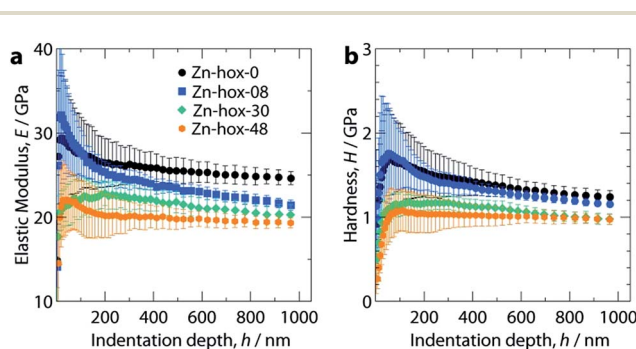 a
40
30
20
10
Elastic Modulus, E / GPa
Zn-hox-0
Zn-hox-08
Zn-hox-30
Zn-hox-48
200 400 600 800 1000
Indentation depth, h / nm
b
3
2
1
0
Hardness, H / GPa
200 400 600 800 1000
Indentation depth, h / nm